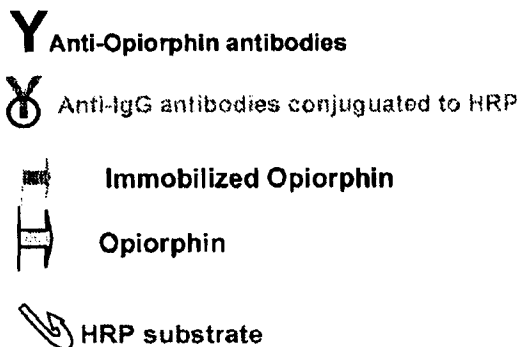 Anti-Opiorphin antibodies
Anti-IgG antibodies conjuguated to HRP
Immobilized Opiorphin
Opiorphin
HRP substrate